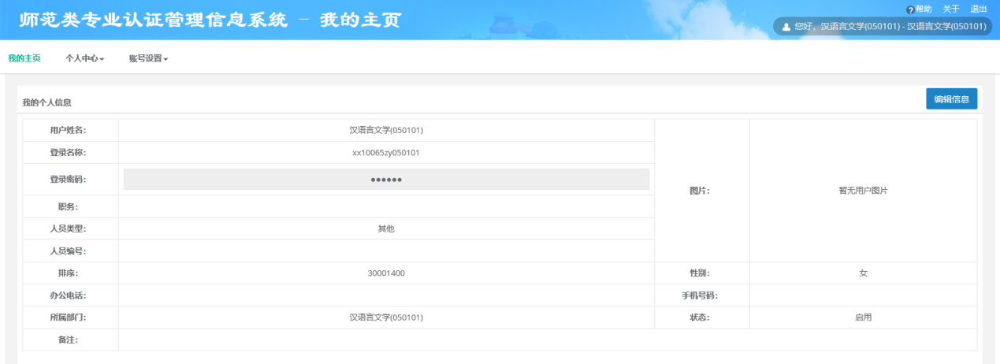 师范类专业认证管理信息系统 - 我的主页
帮助 关于 退出
您好，汉语言文学(050101) - 汉语言文学(050101)
我的主页 个人中心 账号设置
我的个人信息 编辑信息
用户姓名： 汉语言文学(050101)
登录名称： xx10065zy050101
登录密码： ●●●●●●
图片： 暂无用户图片
职务：
人员类型： 其他
人员编号：
排序： 30001400 性别： 女
办公电话： 手机号码：
所属部门： 汉语言文学(050101) 状态： 启用
备注：